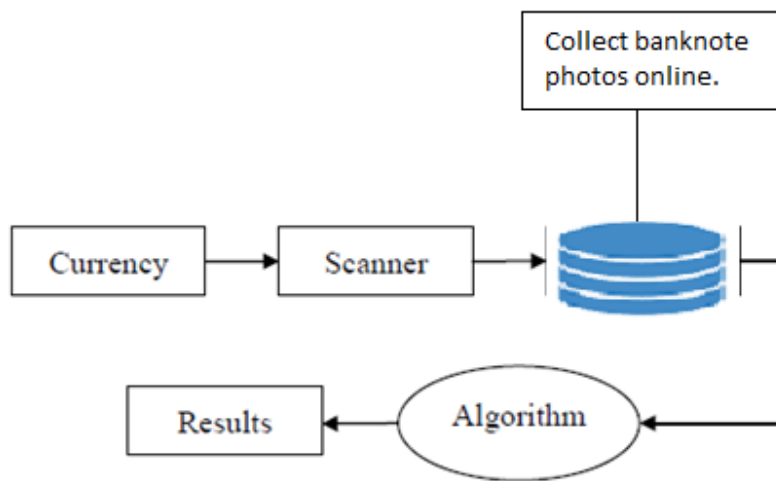 Collect banknote
photos online.
Currency
Scanner
Results
Algorithm